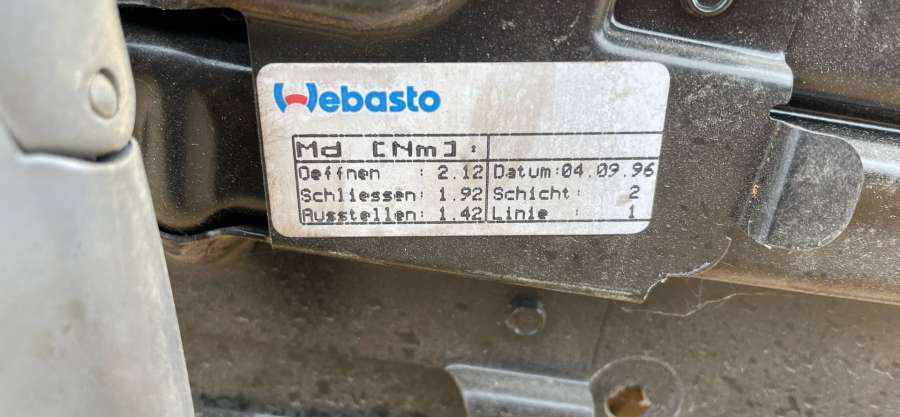 Webasto
Md [Nm] :
Oeffnen : 2.12 Datum:04.09.96
Schliessen: 1.92 Schicht: 2
Ausstellen: 1.42 Linie : 1